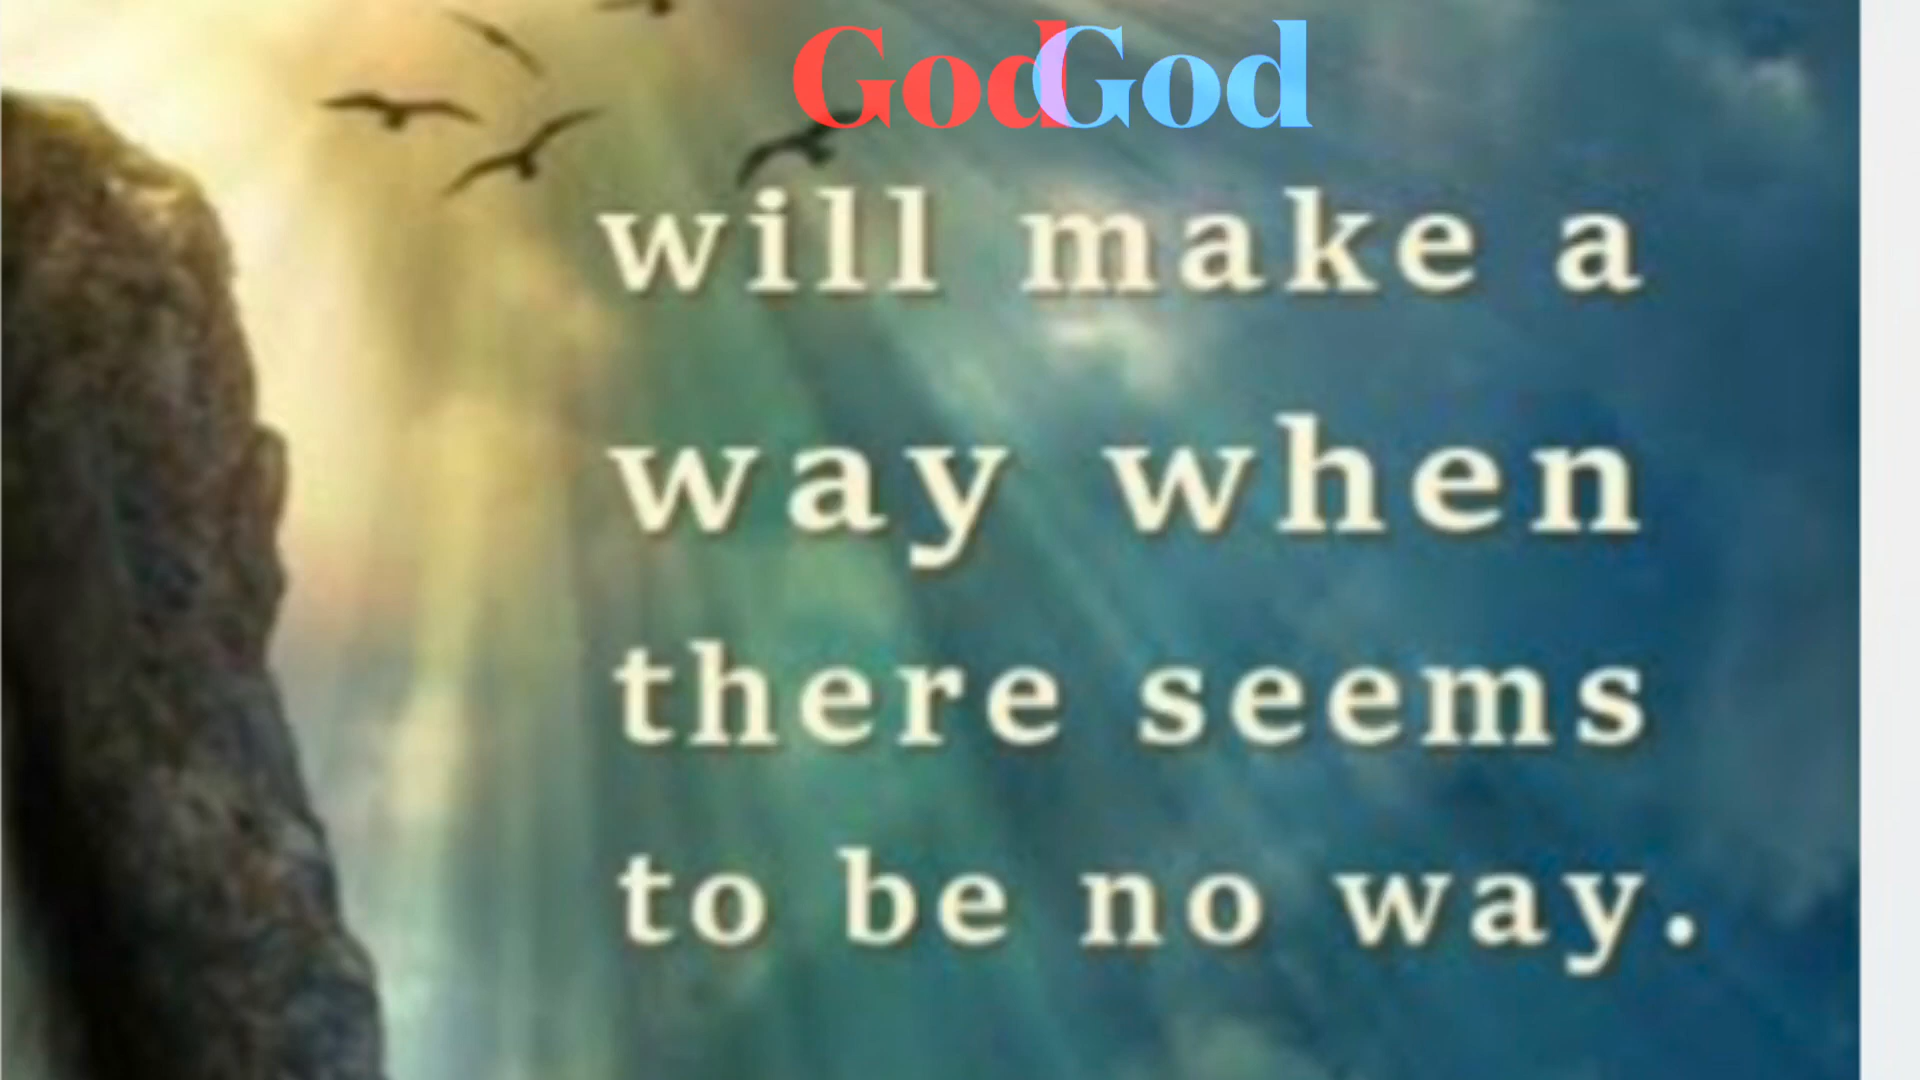 GodGod
will make a
way when
there seems
to be no way.